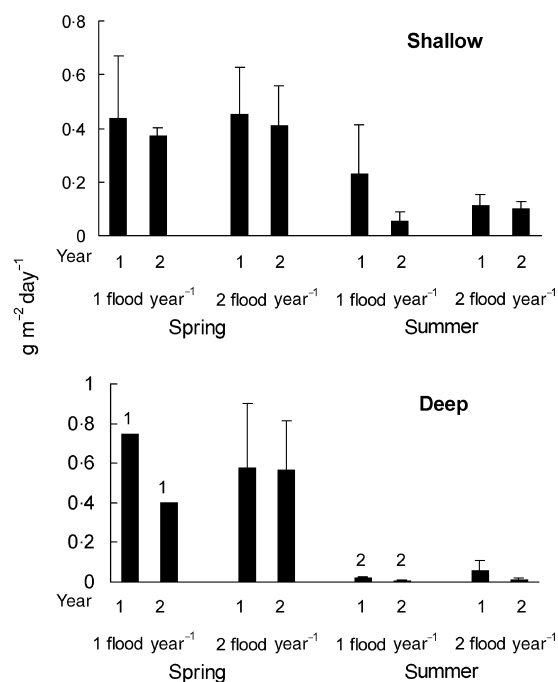 Shallow
0·8
0·6
0·4
0·2
0
Year 1 2 1 2 1 2 1 2
1 flood year⁻¹ 2 flood year⁻¹ 1 flood year⁻¹ 2 flood year⁻¹
Spring Summer
g m⁻² day⁻¹
Deep
1
0·8
0·6
0·4
0·2
0
1 1 2 2
Year 1 2 1 2 1 2 1 2
1 flood year⁻¹ 2 flood year⁻¹ 1 flood year⁻¹ 2 flood year⁻¹
Spring Summer